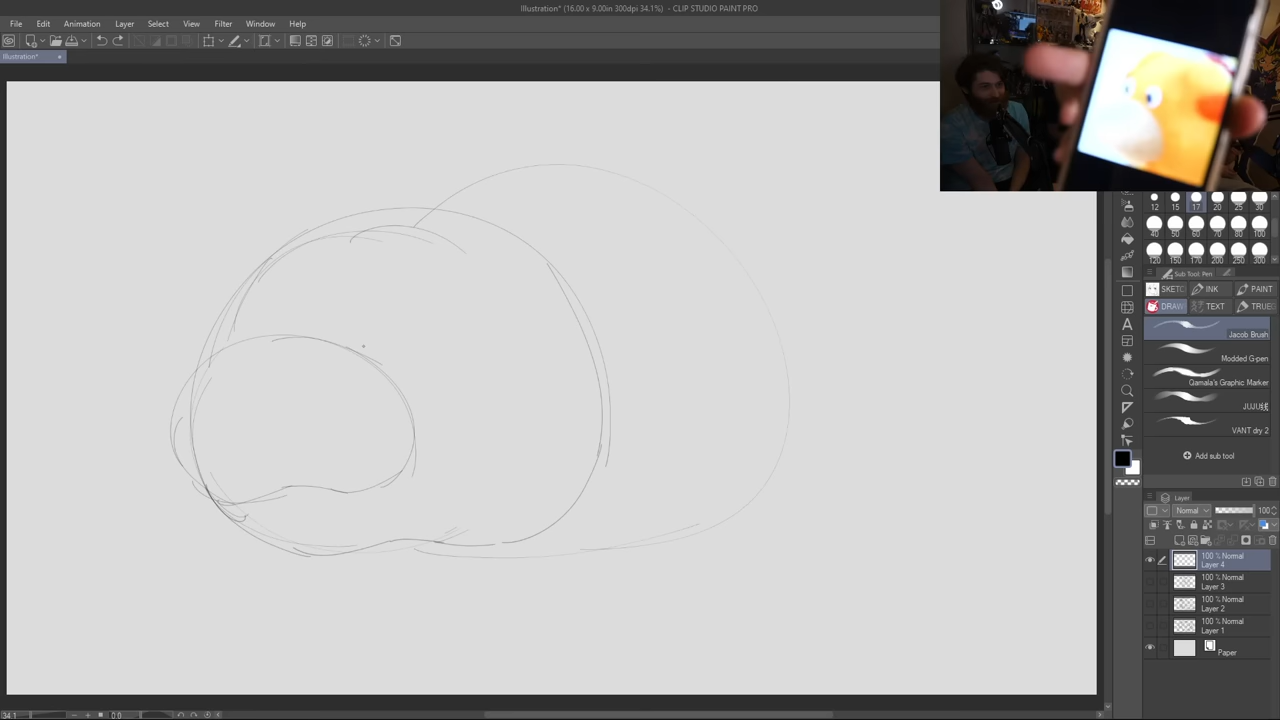 Illustration* (16.00 x 9.00in 300dpi 34.1%) - CLIP STUDIO PAINT PRO
File Edit Animation Layer Select View Filter Window Help
Illustration*
12 15 17 20 25 30
40 50 60 70 80 100
120 150 170 200 250 300
Sub Tool: Pen
SKETC INK PAINT
DRAW TEXT
Jacob Brush
Modded G-pen
Qamala's Graphic Marker
VANT dry 2
Add sub tool
Layer
Normal 100
100 % Normal
Layer 4
100 % Normal
Layer 3
100 % Normal
Layer 2
100 % Normal
Layer 1
Paper
34.1 0.0